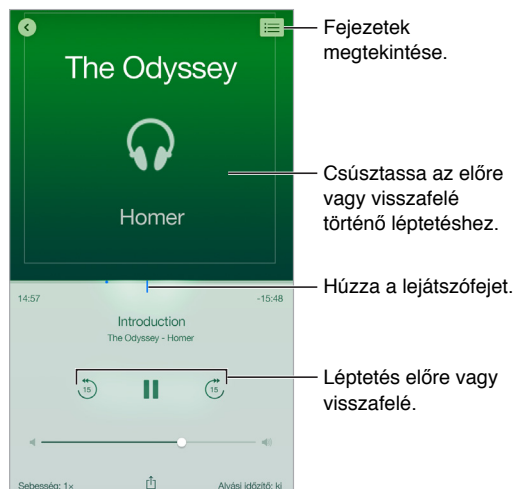 The Odyssey
Homer
14:57
-15:48
Introduction
The Odyssey - Homer
15
15
Sebesség: 1×
Alvási időzítő: ki
Fejezetek
megtekintése.
Csúsztassa az előre
vagy visszafelé
történő léptetéshez.
Húzza a lejátszófejet.
Léptetés előre vagy
visszafelé.